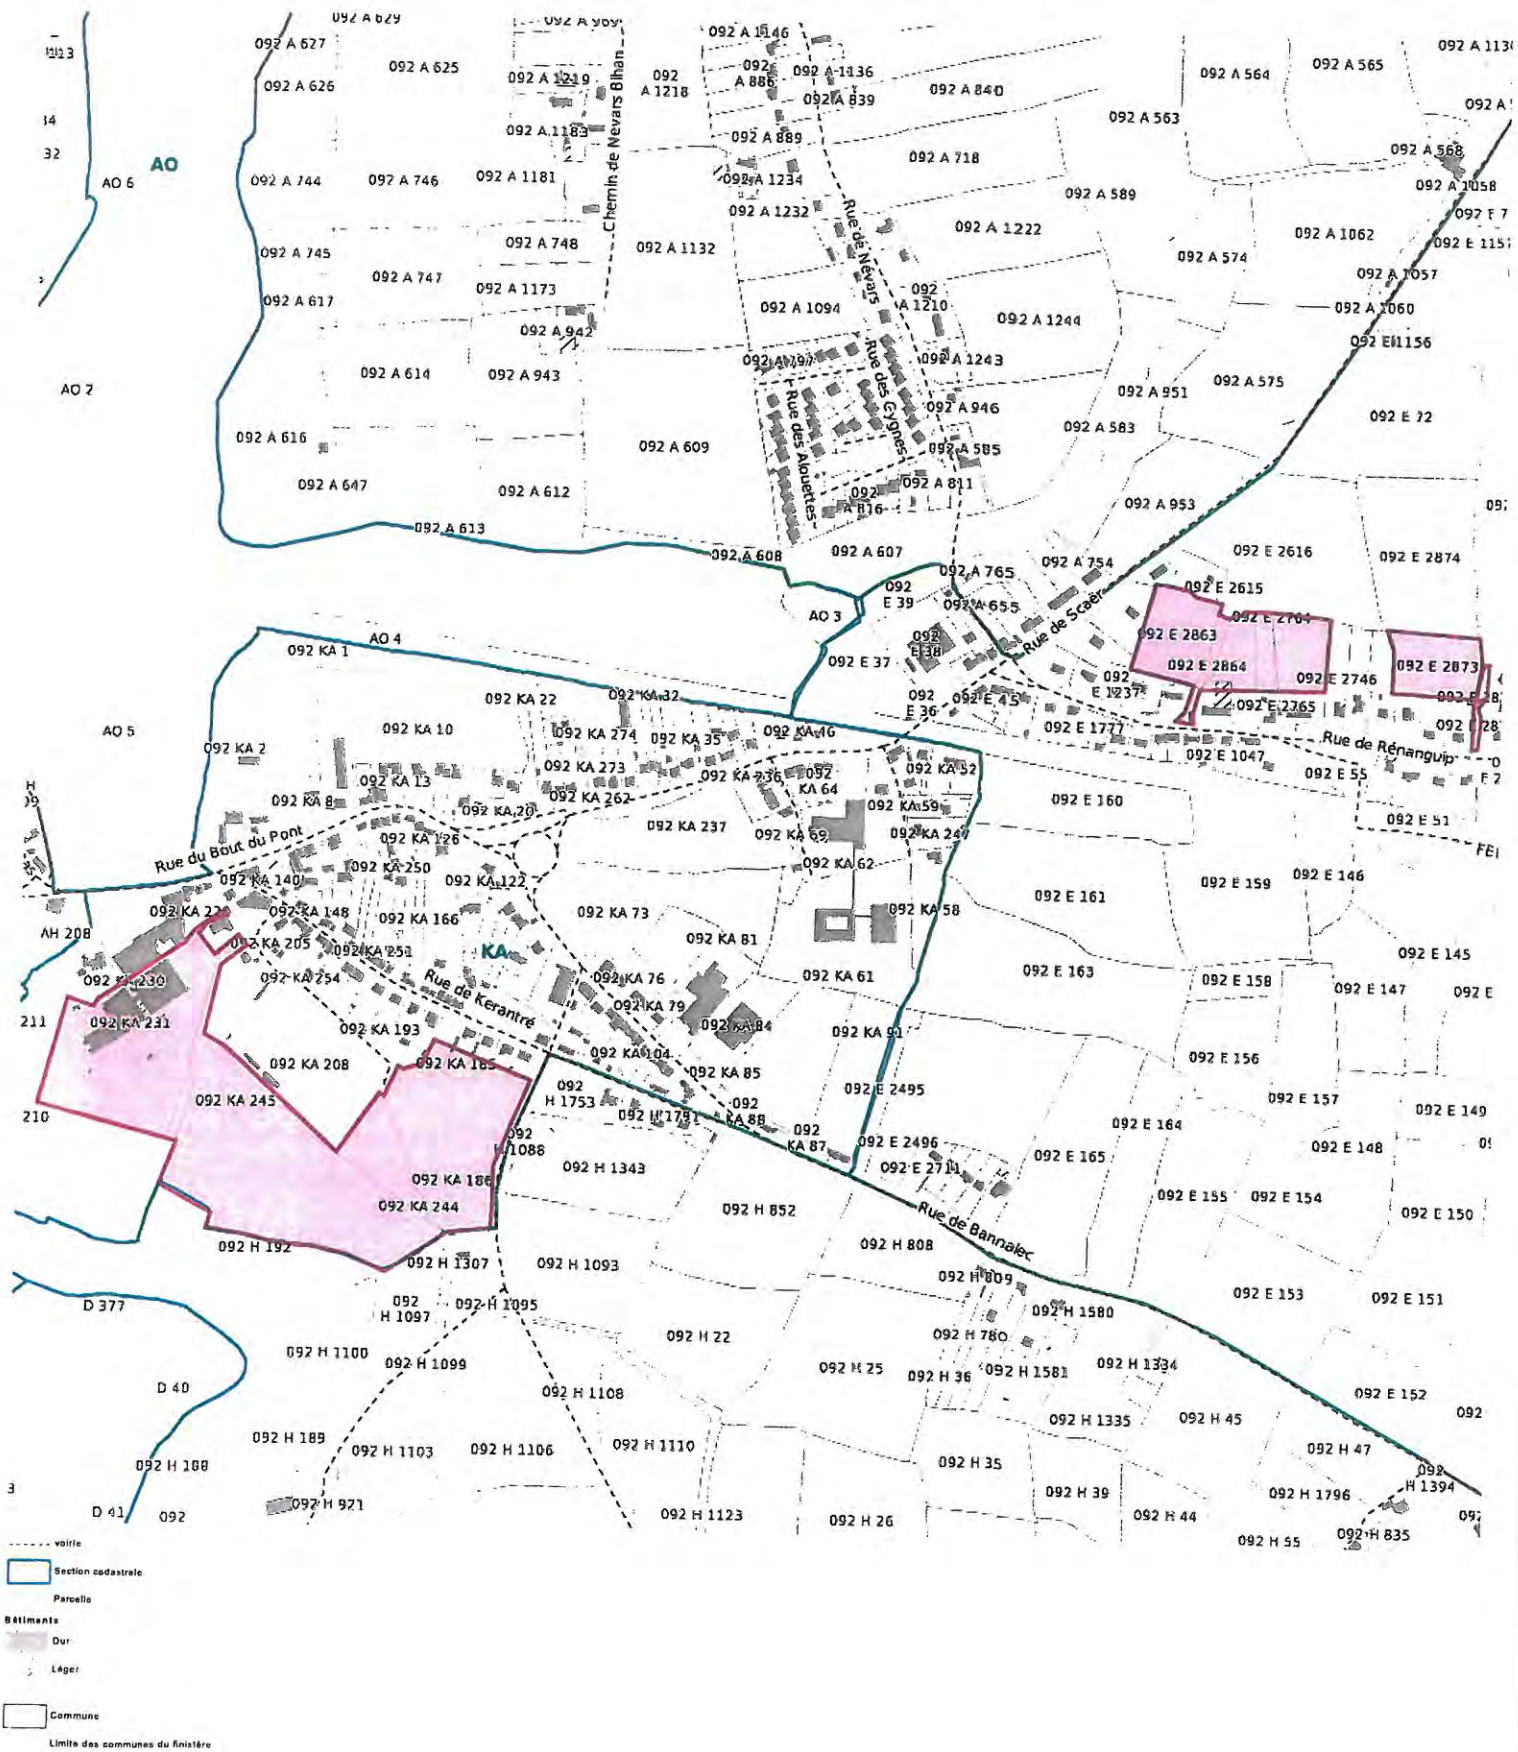 092 A 629
092 A 969
092 A 1146
092 A 627
092 A 625
092 A 626
092 A 1219
092
A 1218
092
A 886
092 A 1136
092 A 839
092 A 840
092 A 564
092 A 565
092 A 563
14
32
AO
AO 6
092 A 1183
Chemin de Nevars Bihan
092 A 889
092 A 718
092 A 568
092 A 744
092 A 746
092 A 1181
092 A 1234
092 A 589
092 A 1058
092 A 1232
Rue de Névars
092 E 7
092 A 745
092 A 748
092 A 1132
092 A 1222
092 A 1062
092 A 747
092 A 574
092 A 1057
092 A 617
092 A 1173
092 A 1094
092
A 1210
092 A 1060
092 A 942
092 A 1244
092 E 1156
092 A 614
092 A 943
092 A 797
Rue des Cygnes
092 A 1243
AO 2
092 A 951
092 A 575
Rue des Alouettes
092 A 946
092 E 72
092 A 616
092 A 609
092 A 583
092 A 585
092 A 647
092 A 612
092
A 816
092 A 811
092 A 953
092 A 613
092 A 608
092 A 607
092 E 2616
092 E 2874
092 A 765
092 A 754
092 E 2615
AO 3
092
E 39
092 A 655
092 E 2764
AO 4
092 KA 1
092
E 38
Rue de Scaër
092 E 2863
092 E 37
092 E 2864
092 E 2746
092 E 2873
092 KA 22
092 KA 32
092
E 36
092 E 45
092
E 1237
092 E 2765
AO 5
092 KA 10
092 KA 274
092 KA 35
092 KA 46
092 E 1777
092 KA 2
Rue de Rénanguip
092 E 1047
092 KA 13
092 KA 273
092 KA 236
092
KA 64
092 KA 52
092 E 55
092 KA 8
092 KA 20
092 KA 262
092 KA 59
092 E 160
092 E 51
Rue du Bout du Pont
092 KA 126
092 KA 237
092 KA 69
092 KA 247
092 KA 250
092 KA 62
092 KA 140
092 KA 122
092 E 161
092 E 159
092 E 146
AH 208
092 KA 148
092 KA 166
092 KA 73
092 KA 58
092 KA 205
092 KA 251
KA
092 KA 81
092 E 145
092 KA 230
092 KA 254
Rue de Kerantré
092 KA 76
092 KA 61
092 E 163
092 E 158
092 E 147
092 E
211
092 KA 231
092 KA 193
092 KA 79
092 KA 84
092 KA 91
092 KA 208
092 KA 185
092 KA 104
092 E 156
092 KA 85
092 KA 245
092
H 1753
092 E 2495
092 E 157
210
092 H 1751
092
KA 88
092 E 149
092
H 1088
092
KA 87
092 E 2496
092 E 164
092 E 148
092 H 1343
092 E 2711
092 E 165
092 KA 186
092 KA 244
092 H 852
Rue de Bannalec
092 E 155
092 E 154
092 E 150
092 H 192
092 H 808
092 H 1307
092 H 1093
092 H 809
092 E 153
092 E 151
D 377
092
H 1097
092 H 1095
092 H 1580
092 H 22
092 H 780
092 H 1100
092 H 1099
092 H 25
092 H 36
092 H 1581
092 H 1334
D 40
092 H 1108
092 E 152
092
092 H 1335
092 H 45
092 H 189
092 H 1103
092 H 1106
092 H 1110
092 H 47
092 H 188
092 H 35
092
H 1394
3
092 H 39
092 H 1796
092 H 921
D 41
092
092 H 1123
092 H 26
092 H 44
092 H 55
092 H 835
voirie
Section cadastrale
Parcelle
Bâtiments
Dur
Léger
Commune
Limite des communes du finistère